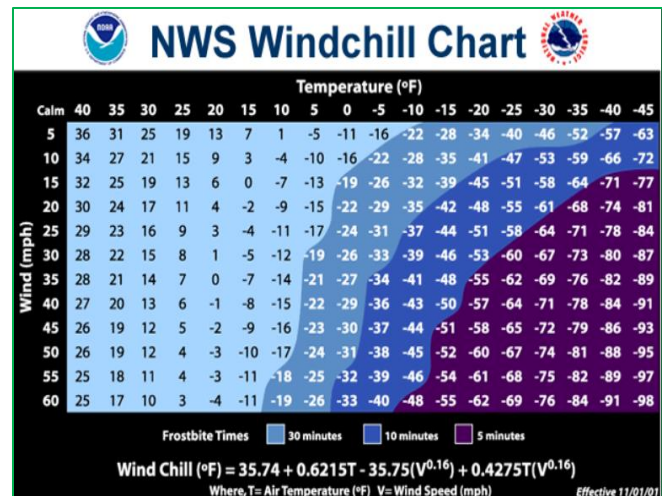 NWS Windchill Chart
Temperature (ºF)
Calm 40 35 30 25 20 15 10 5 0 -5 -10 -15 -20 -25 -30 -35 -40 -45
5 36 31 25 19 13 7 1 -5 -11 -16 -22 -28 -34 -40 -46 -52 -57 -63
10 34 27 21 15 9 3 -4 -10 -16 -22 -28 -35 -41 -47 -53 -59 -66 -72
15 32 25 19 13 6 0 -7 -13 -19 -26 -32 -39 -45 -51 -58 -64 -71 -77
20 30 24 17 11 4 -2 -9 -15 -22 -29 -35 -42 -48 -55 -61 -68 -74 -81
25 29 23 16 9 3 -4 -11 -17 -24 -31 -37 -44 -51 -58 -64 -71 -78 -84
30 28 22 15 8 1 -5 -12 -19 -26 -33 -39 -46 -53 -60 -67 -73 -80 -87
35 28 21 14 7 0 -7 -14 -21 -27 -34 -41 -48 -55 -62 -69 -76 -82 -89
40 27 20 13 6 -1 -8 -15 -22 -29 -36 -43 -50 -57 -64 -71 -78 -84 -91
45 26 19 12 5 -2 -9 -16 -23 -30 -37 -44 -51 -58 -65 -72 -79 -86 -93
50 26 19 12 4 -3 -10 -17 -24 -31 -38 -45 -52 -60 -67 -74 -81 -88 -95
55 25 18 11 4 -3 -11 -18 -25 -32 -39 -46 -54 -61 -68 -75 -82 -89 -97
60 25 17 10 3 -4 -11 -19 -26 -33 -40 -48 -55 -62 -69 -76 -84 -91 -98
Wind (mph)
Frostbite Times 30 minutes 10 minutes 5 minutes
Wind Chill (ºF) = 35.74 + 0.6215T - 35.75(V0.16) + 0.4275T(V0.16)
Where, T= Air Temperature (ºF) V= Wind Speed (mph)
Effective 11/01/01